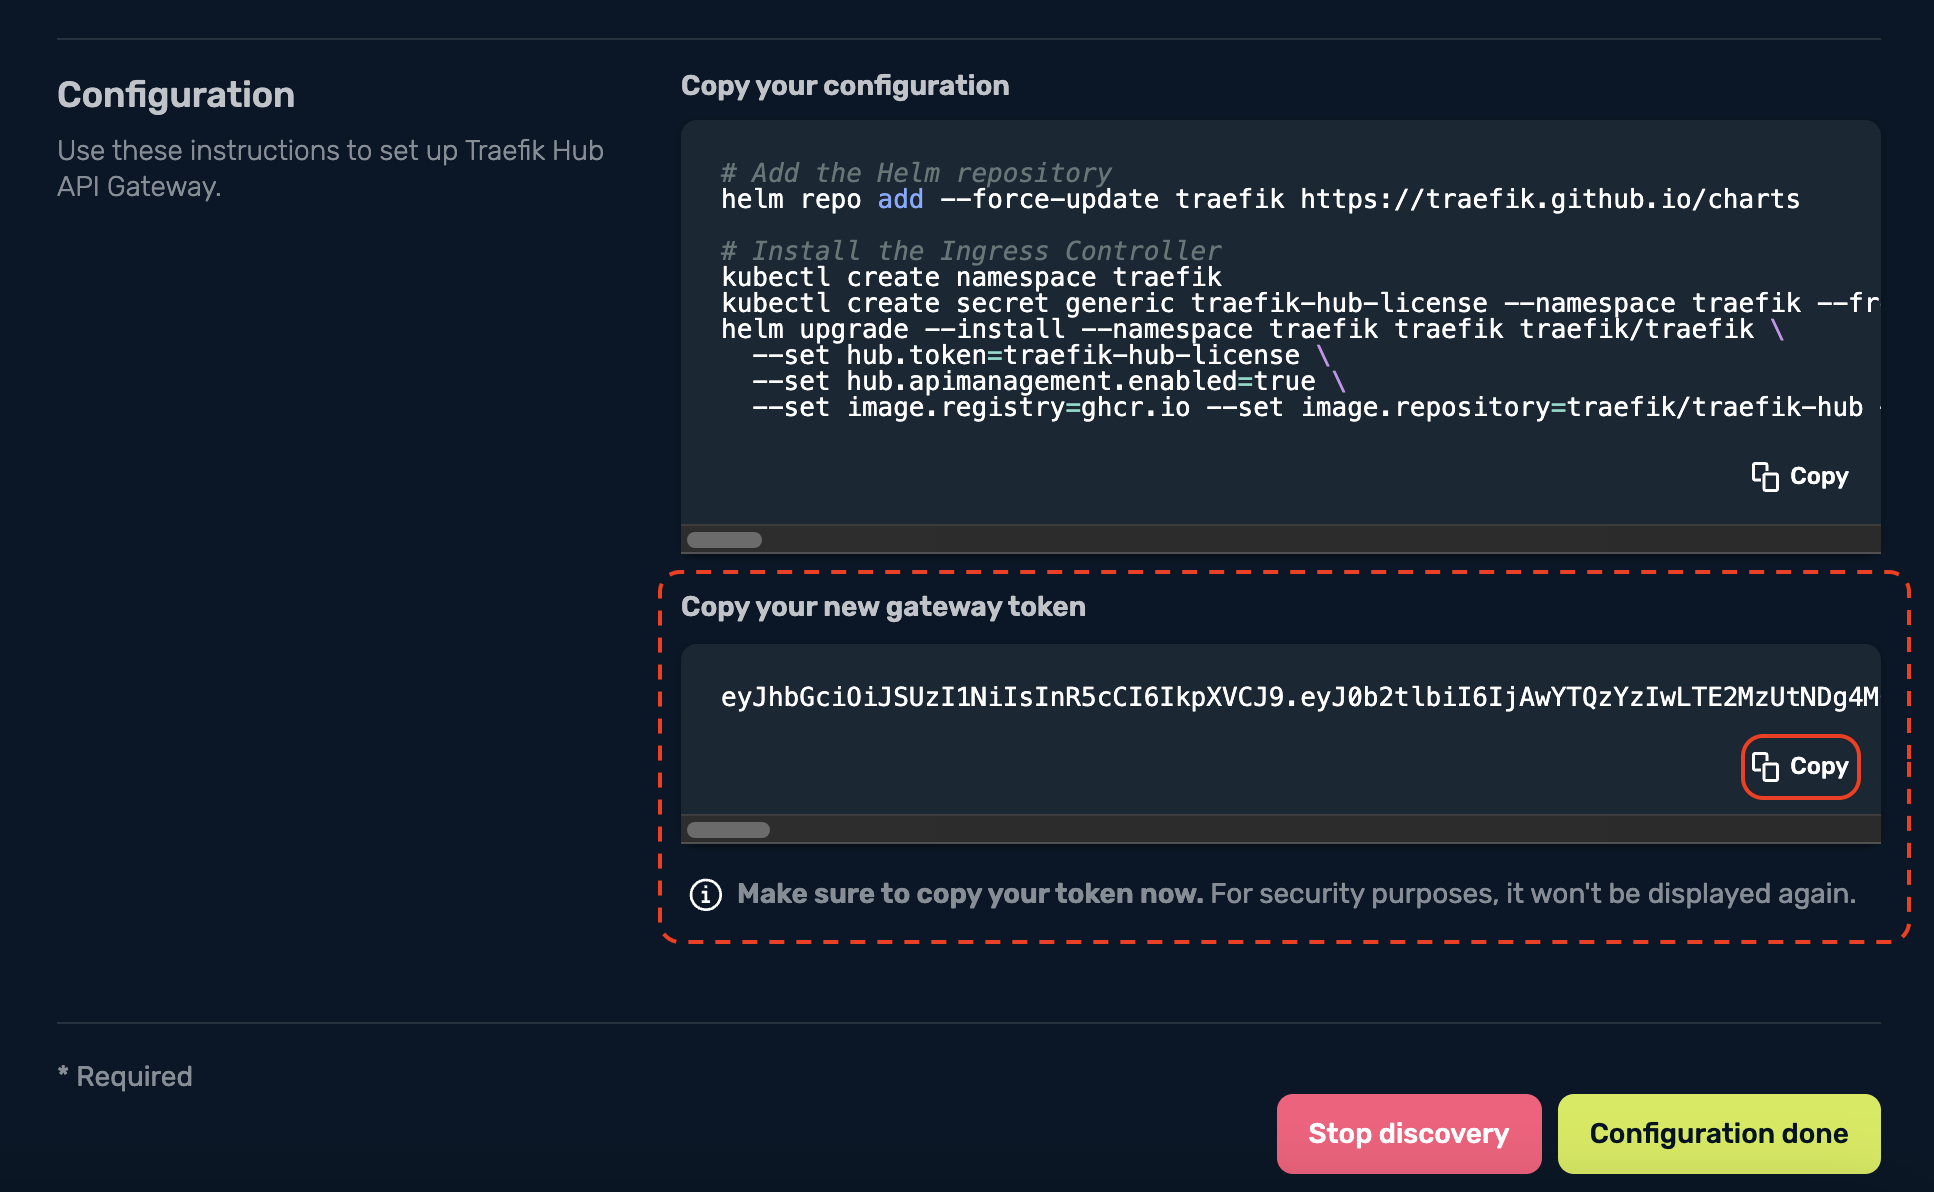 Configuration
Use these instructions to set up Traefik Hub
API Gateway.
Copy your configuration
# Add the Helm repository
helm repo add --force-update traefik https://traefik.github.io/charts
# Install the Ingress Controller
kubectl create namespace traefik
kubectl create secret generic traefik-hub-license --namespace traefik --fr
helm upgrade --install --namespace traefik traefik traefik/traefik \
--set hub.token=traefik-hub-license \
--set hub.apimanagement.enabled=true \
--set image.registry=ghcr.io --set image.repository=traefik/traefik-hub -
Copy
Copy your new gateway token
eyJhbGciOiJSUzI1NiIsInR5cCI6IkpXVCJ9.eyJ0b2tlbiI6IjAwYTQzYzIwLTE2MzUtNDg4M
Copy
Make sure to copy your token now. For security purposes, it won't be displayed again.
* Required
Stop discovery
Configuration done